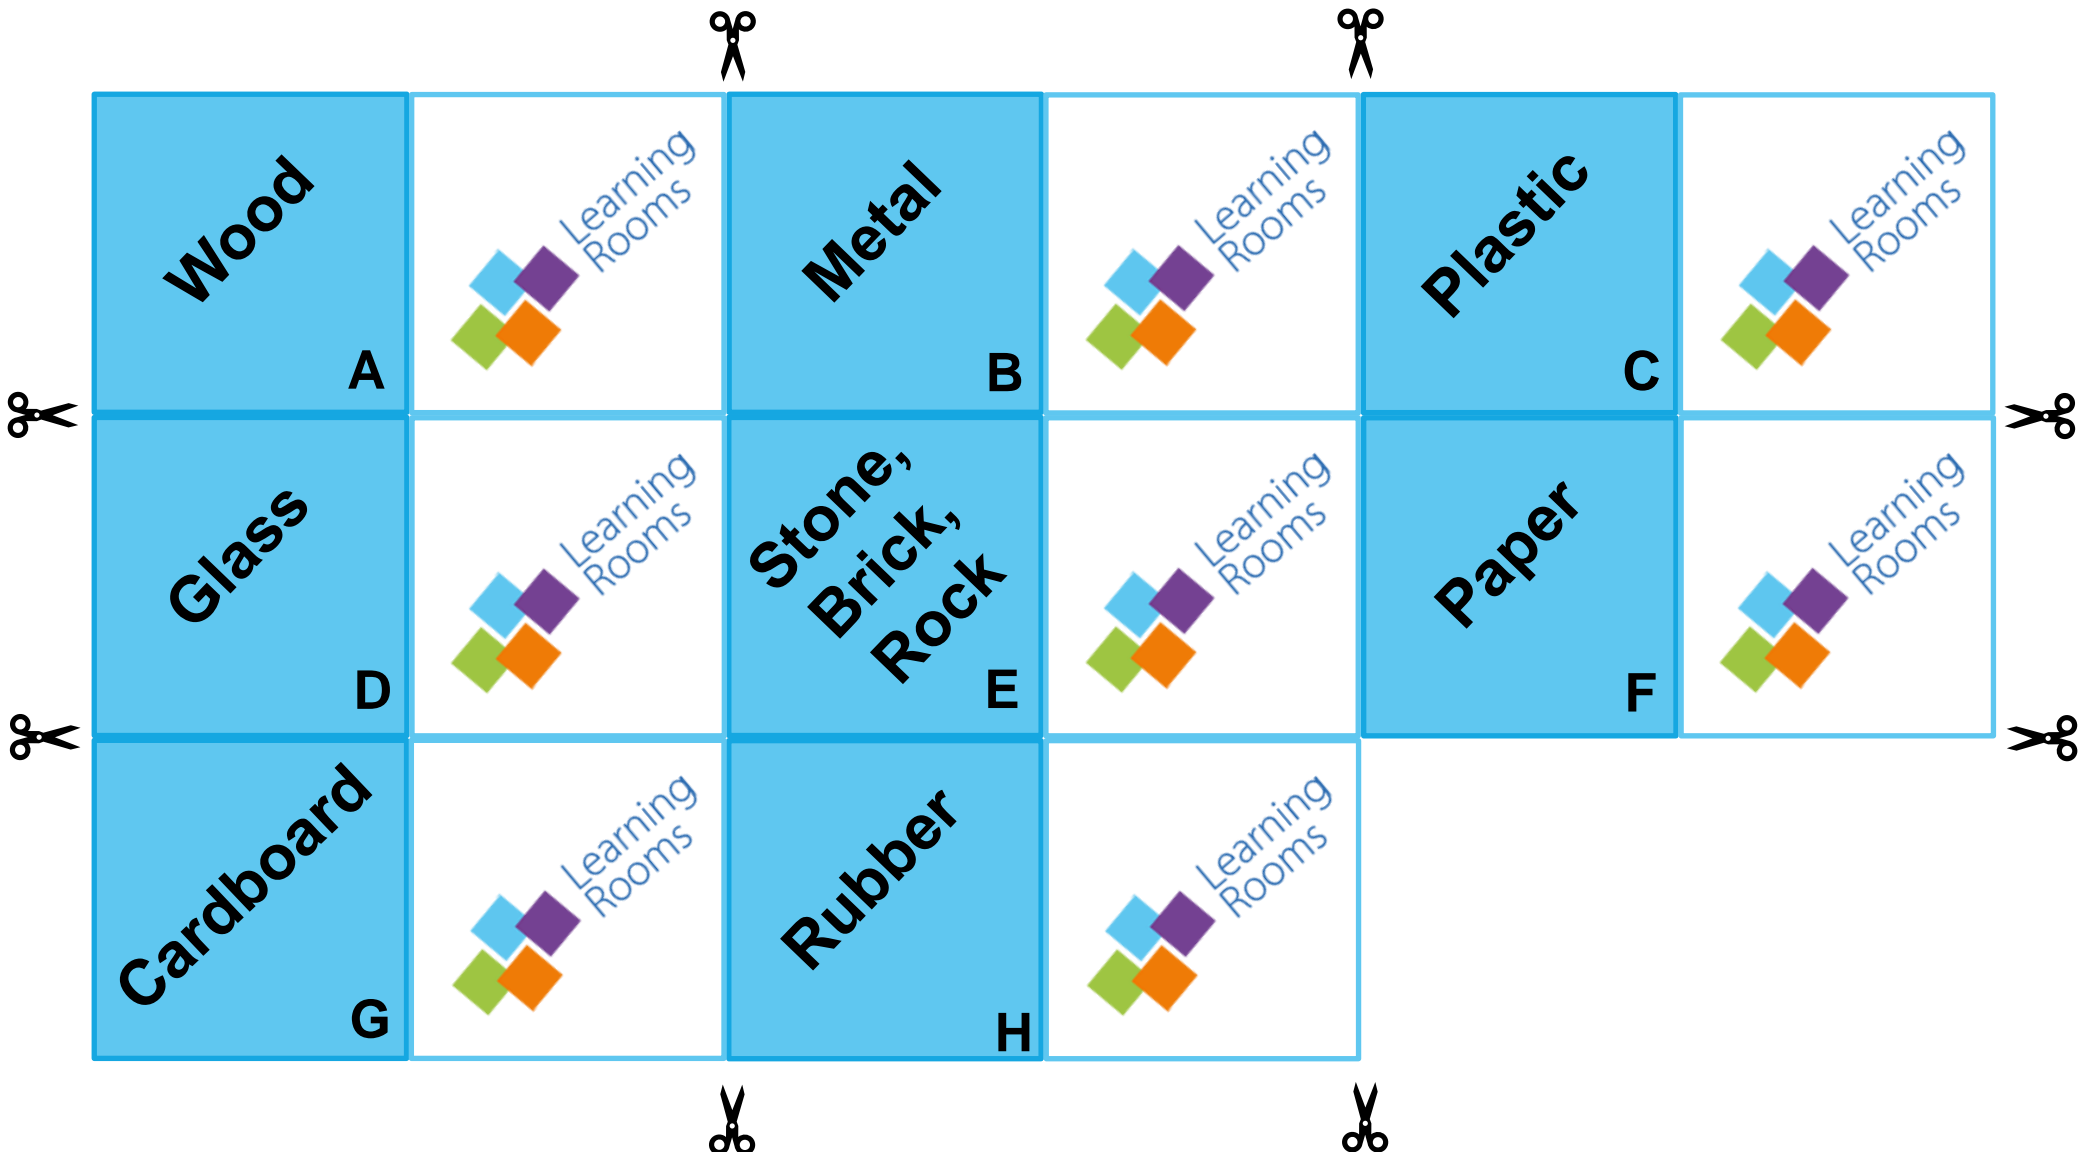 Wood
A
Learning
Rooms
Metal
B
Learning
Rooms
Plastic
C
Learning
Rooms
Glass
D
Learning
Rooms
Stone,
Brick,
Rock
E
Learning
Rooms
Paper
F
Learning
Rooms
Cardboard
G
Learning
Rooms
Rubber
H
Learning
Rooms